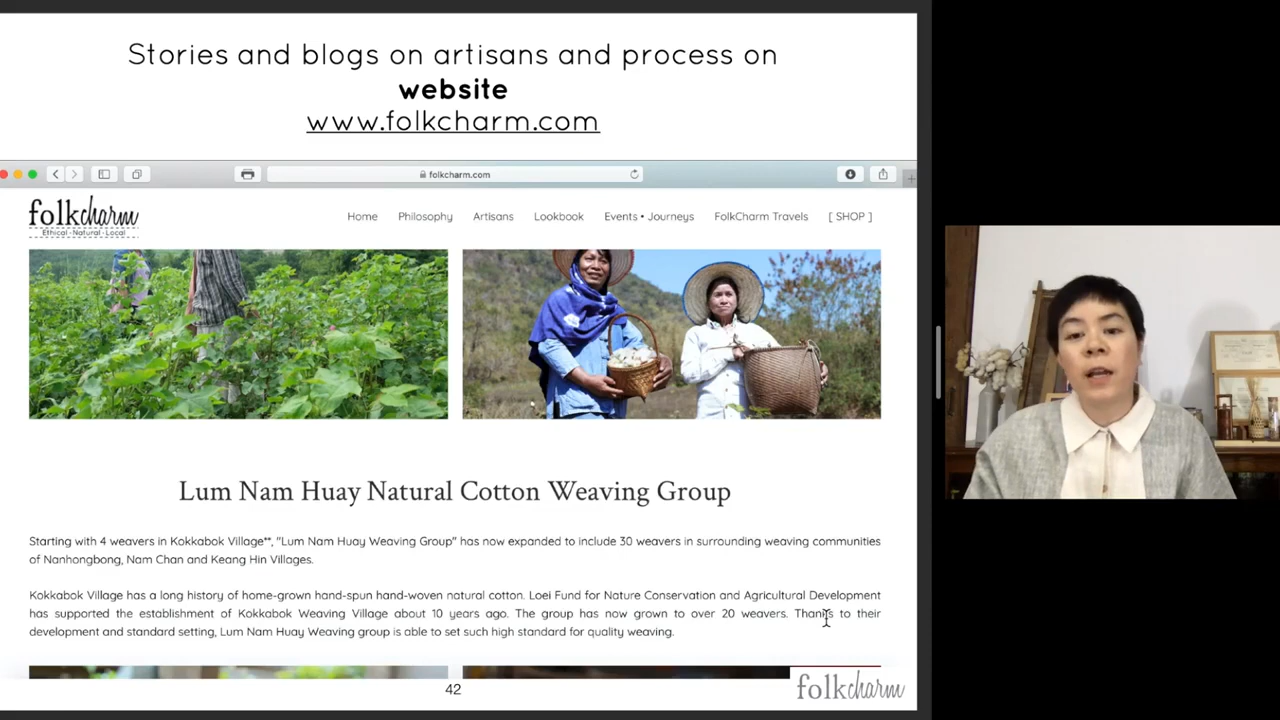 Stories and blogs on artisans and process on
website
www.folkcharm.com
folkcharm.com
folkcharm
Ethical • Natural • Local
Home Philosophy Artisans Lookbook Events • Journeys FolkCharm Travels [ SHOP ]
Lum Nam Huay Natural Cotton Weaving Group
Starting with 4 weavers in Kokkabok Village**, "Lum Nam Huay Weaving Group" has now expanded to include 30 weavers in surrounding weaving communities
of Nanhongbong, Nam Chan and Keang Hin Villages.
Kokkabok Village has a long history of home-grown hand-spun hand-woven natural cotton. Loei Fund for Nature Conservation and Agricultural Development
has supported the establishment of Kokkabok Weaving Village about 10 years ago. The group has now grown to over 20 weavers. Thanks to their
development and standard setting, Lum Nam Huay Weaving group is able to set such high standard for quality weaving.
42
folkcharm